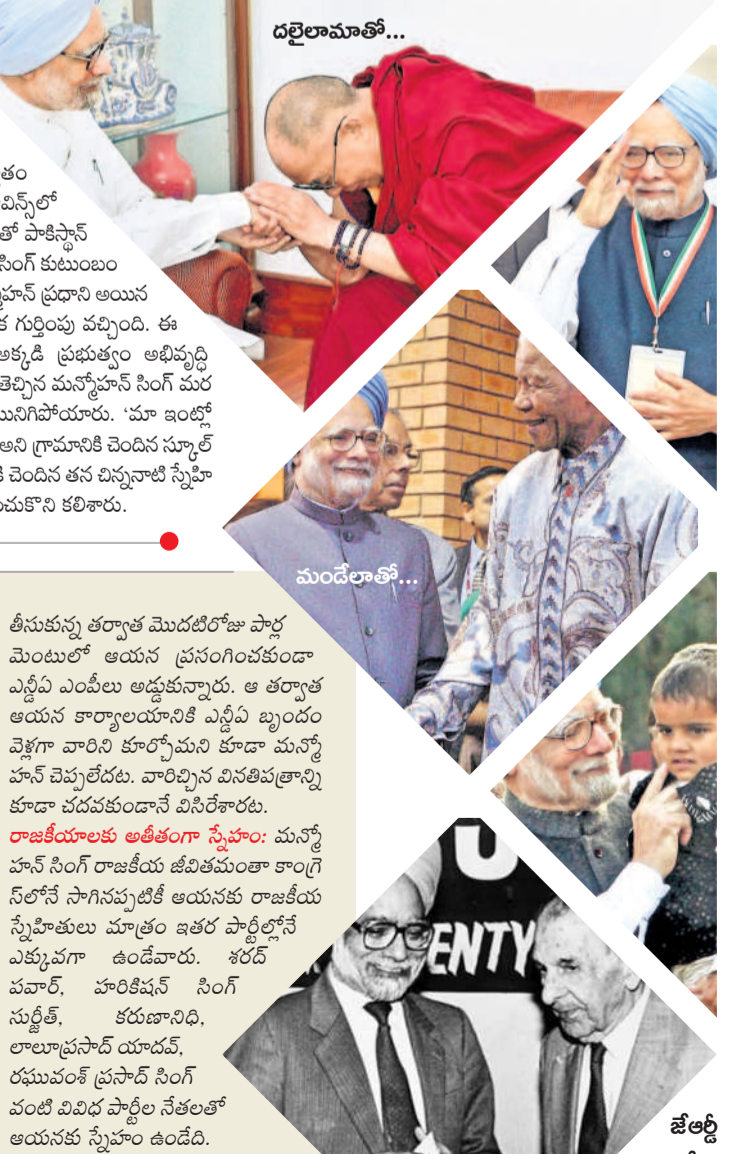 దలైలామాతో...
తం
విన్స్‌లో
తో పాకిస్థాన్
సింగ్ కుటుంబం
హన్ ప్రధాని అయిన
క గుర్తింపు వచ్చింది. ఈ
అక్కడి ప్రభుత్వం అభివృద్ధి
తెచ్చిన మన్మోహన్ సింగ్ మర
మునిగిపోయారు. 'మా ఇంట్లో
అని గ్రామానికి చెందిన స్కూల్
కి చెందిన తన చిన్ననాటి స్నేహి
చుకొని కలిశారు.
మండేలాతో...
తీసుకున్న తర్వాత మొదటిరోజు పార్ల
మెంటులో ఆయన ప్రసంగించకుండా
ఎన్డీఏ ఎంపీలు అడ్డుకున్నారు. ఆ తర్వాత
ఆయన కార్యాలయానికి ఎన్డీఏ బృందం
వెళ్లగా వారిని కూర్చోమని కూడా మన్మో
హన్ చెప్పలేదట. వారిచ్చిన వినతిపత్రాన్ని
కూడా చదవకుండానే విసిరేశారట.
రాజకీయాలకు అతీతంగా స్నేహం: మన్మో
హన్ సింగ్ రాజకీయ జీవితమంతా కాంగ్రె
స్‌లోనే సాగినప్పటికీ ఆయనకు రాజకీయ
స్నేహితులు మాత్రం ఇతర పార్టీల్లోనే
ఎక్కువగా ఉండేవారు. శరద్
పవార్, హరికిషన్ సింగ్
సుర్జీత్, కరుణానిధి,
లాలూప్రసాద్ యాదవ్,
రఘువంశ్ ప్రసాద్ సింగ్
వంటి వివిధ పార్టీల నేతలతో
ఆయనకు స్నేహం ఉండేది.
ENTY
జేఆర్డీ